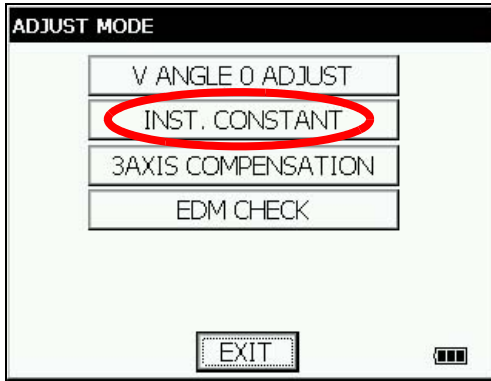 ADJUST MODE
V ANGLE 0 ADJUST
INST. CONSTANT
3AXIS COMPENSATION
EDM CHECK
EXIT